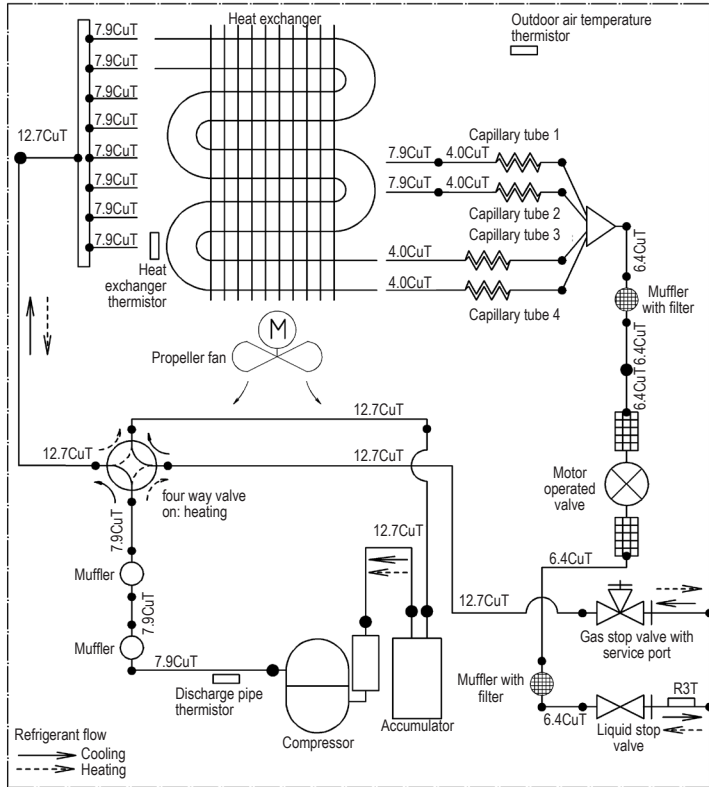 Heat exchanger
Outdoor air temperature
thermistor
7.9CuT
7.9CuT
7.9CuT
7.9CuT
7.9CuT
7.9CuT
7.9CuT
7.9CuT
12.7CuT
Heat
exchanger
thermistor
Capillary tube 1
7.9CuT
4.0CuT
7.9CuT
4.0CuT
Capillary tube 2
Capillary tube 3
4.0CuT
4.0CuT
Capillary tube 4
6.4CuT
Muffler
with filter
6.4CuT
6.4CuT
M
Propeller fan
12.7CuT
12.7CuT
12.7CuT
four way valve
on: heating
Motor
operated
valve
7.9CuT
12.7CuT
6.4CuT
Muffler
7.9CuT
12.7CuT
Muffler
Gas stop valve with
service port
7.9CuT
Discharge pipe
thermistor
Compressor
Accumulator
Muffler with
filter
R3T
6.4CuT
Liquid stop
valve
Refrigerant flow
Cooling
Heating